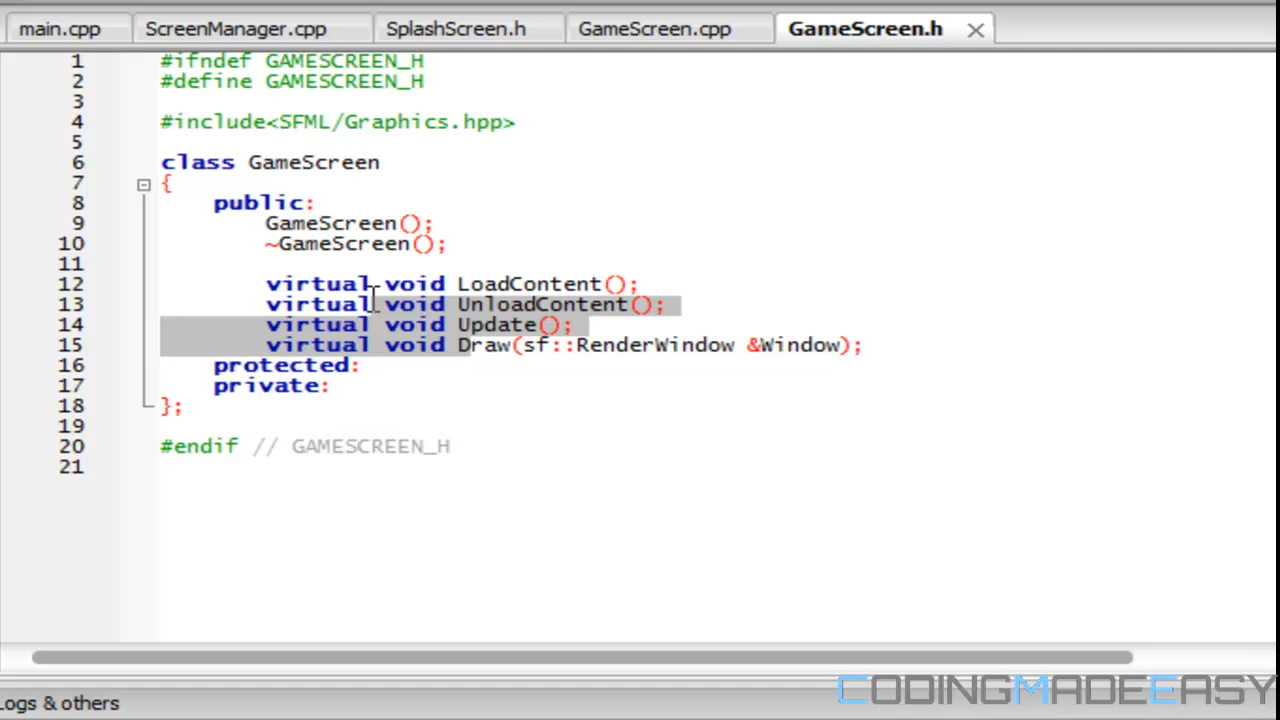 main.cpp ScreenManager.cpp SplashScreen.h GameScreen.cpp GameScreen.h
1 #ifndef GAMESCREEN_H
2 #define GAMESCREEN_H
3
4 #include<SFML/Graphics.hpp>
5
6 class GameScreen
7 {
8 public:
9 GameScreen();
10 ~GameScreen();
11
12 virtual void LoadContent();
13 virtual void UnloadContent();
14 virtual void Update();
15 virtual void Draw(sf::RenderWindow &Window);
16 protected:
17 private:
18 };
19
20 #endif // GAMESCREEN_H
21
CODINGMADEEASY
Logs & others